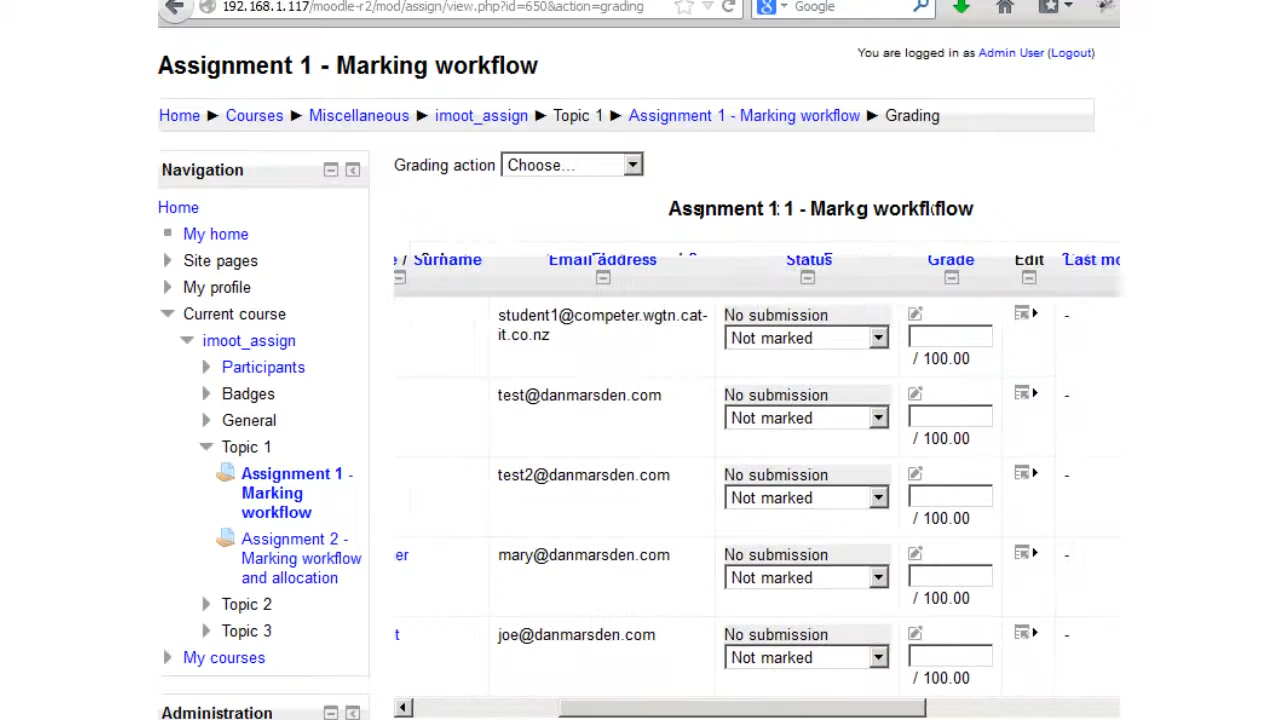 192.168.1.117/moodle-r2/mod/assign/view.php?id=650&action=grading
Google
You are logged in as Admin User (Logout)
Assignment 1 - Marking workflow
Home ► Courses ► Miscellaneous ► imoot_assign ► Topic 1 ► Assignment 1 - Marking workflow ► Grading
Navigation
Home
My home
Site pages
My profile
Current course
imoot_assign
Participants
Badges
General
Topic 1
Assignment 1 -
Marking
workflow
Assignment 2 -
Marking workflow
and allocation
Topic 2
Topic 3
My courses
Administration
Grading action Choose...
e / Surname Email address Status Grade Edit Last mo
student1@competer.wgtn.cat-
it.co.nz
No submission
Not marked
/ 100.00
-
test@danmarsden.com
No submission
Not marked
/ 100.00
-
test2@danmarsden.com
No submission
Not marked
/ 100.00
-
er
mary@danmarsden.com
No submission
Not marked
/ 100.00
-
t
joe@danmarsden.com
No submission
Not marked
/ 100.00
-